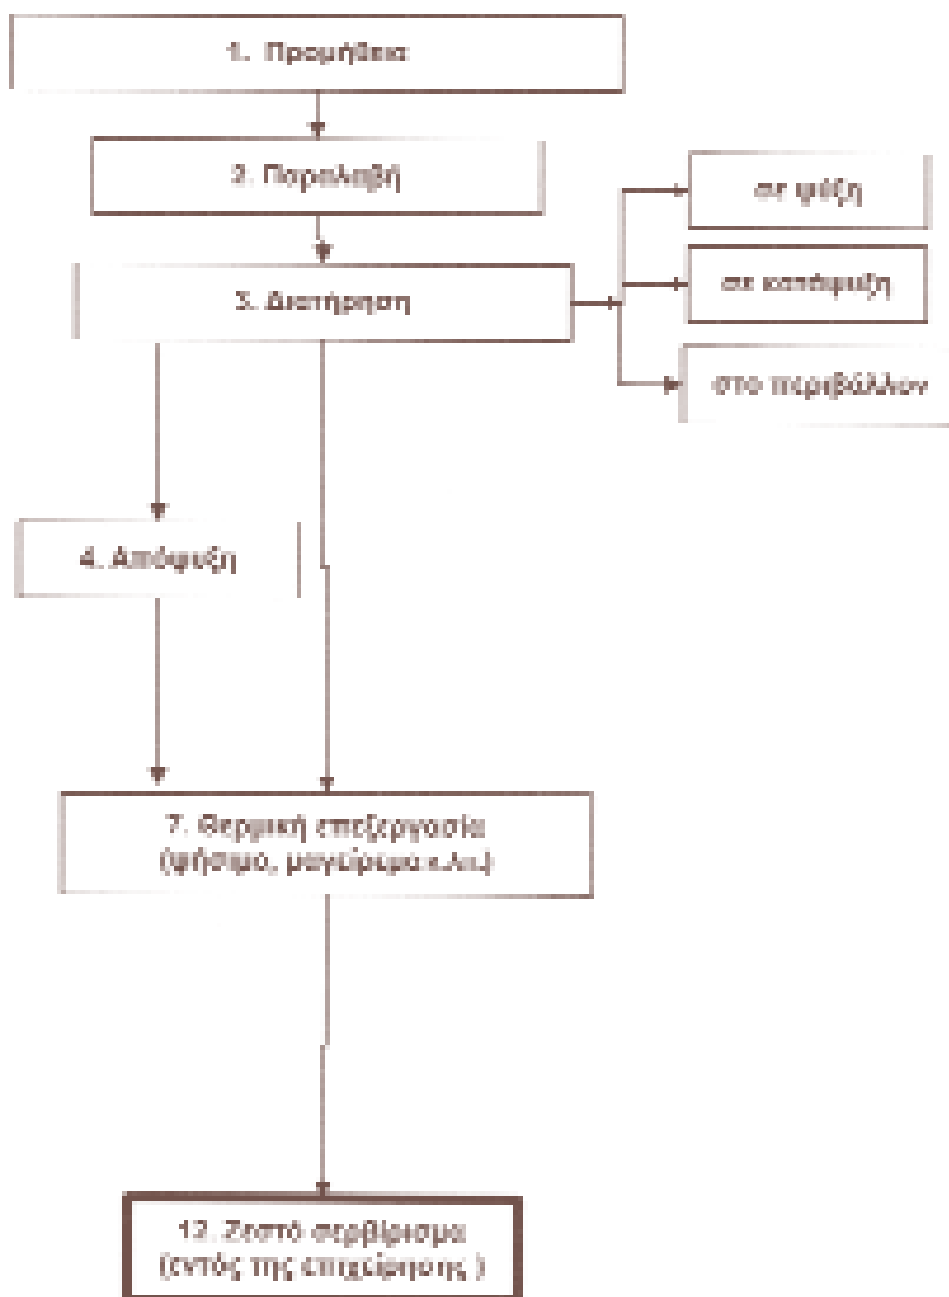 1. Προμήθεια
2. Παραλαβή
σε ψύξη
3. Διατήρηση
σε κατάψυξη
στο περιβάλλον
4. Απόψυξη
7. Θερμική επεξεργασία
(ψήσιμο, μαγείρεμα κ.λπ.)
12. Ζεστό σερβίρισμα
(εντός της επιχείρησης )